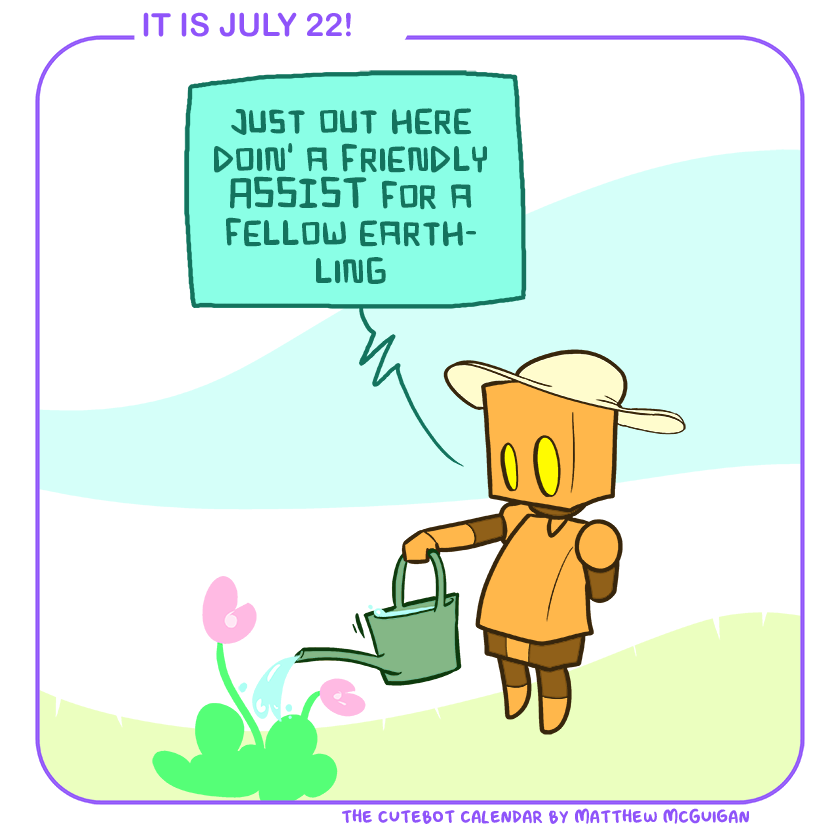 IT IS JULY 22!
JUST OUT HERE
DOIN' A FRIENDLY
ASSIST FOR A
FELLOW EARTH-
LING
THE CUTEBOT CALENDAR BY MATTHEW MCGUIGAN